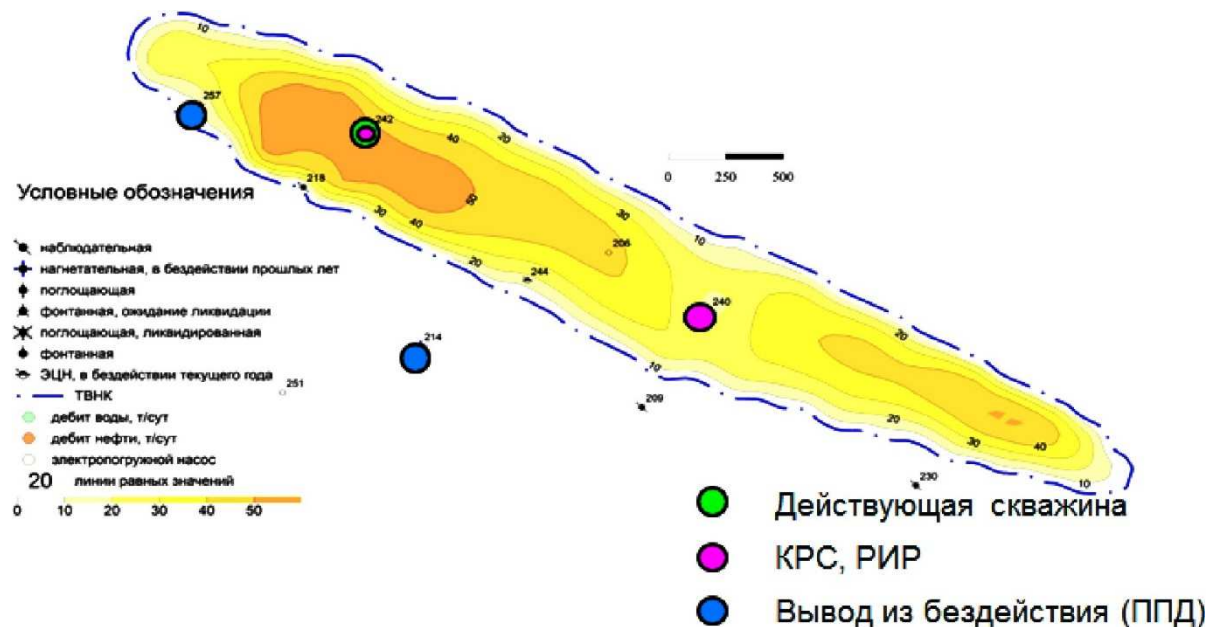 10
257
242
20
40
218
0 250 500
Условные обозначения
30
40
50
30
10
206
20
244
наблюдательная
нагнетательная, в бездействии прошлых лет
поглощающая
фонтанная, ожидание ликвидации
поглощающая, ликвидированная
фонтанная
ЭЦН, в бездействии текущего года
ТВНК
дебит воды, т/сут
дебит нефти, т/сут
электропогружной насос
20 линии равных значений
0 10 20 30 40 50
240
214
251
10
209
20
20
30
40
10
230
Действующая скважина
КРС, РИР
Вывод из бездействия (ППД)